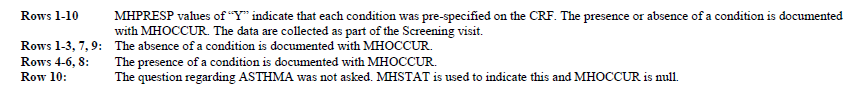 Rows 1-10 MHPRESP values of “Y” indicate that each condition was pre-specified on the CRF. The presence or absence of a condition is documented
with MHOCCUR. The data are collected as part of the Screening visit.
Rows 1-3, 7, 9: The absence of a condition is documented with MHOCCUR.
Rows 4-6, 8: The presence of a condition is documented with MHOCCUR.
Row 10: The question regarding ASTHMA was not asked. MHSTAT is used to indicate this and MHOCCUR is null.